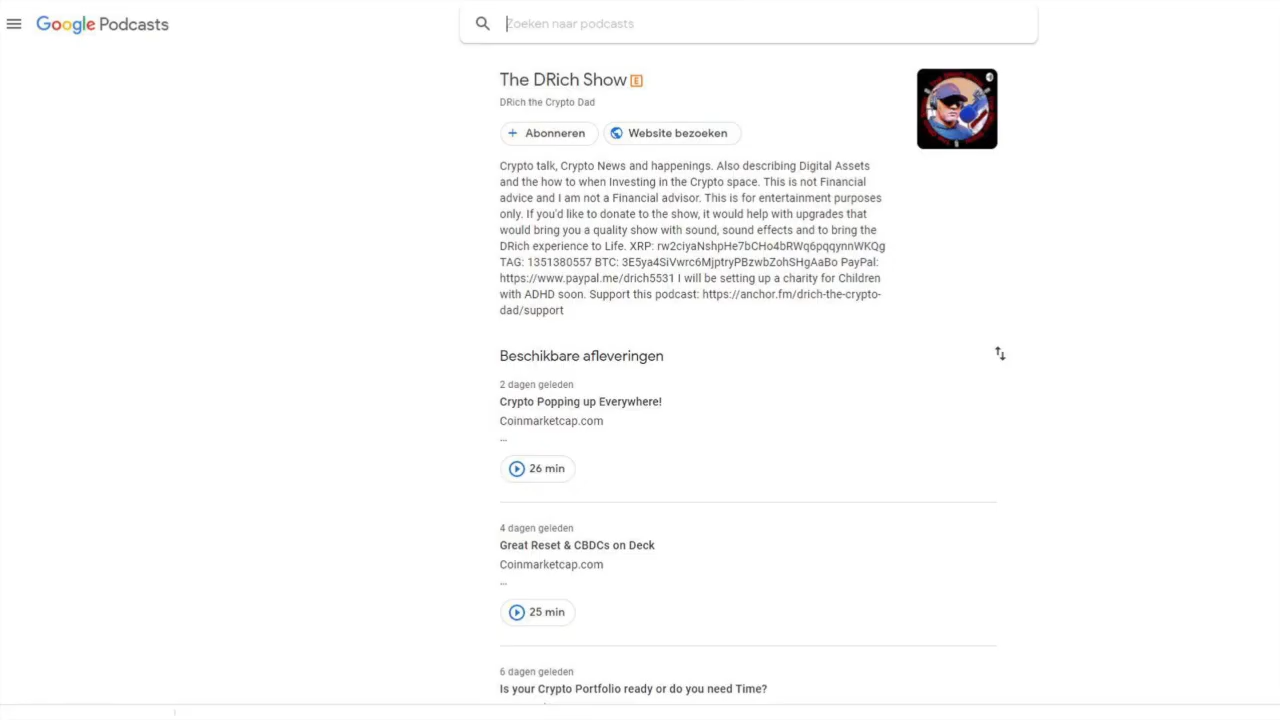 Google Podcasts
Zoeken naar podcasts
The DRich Show E
DRich the Crypto Dad
+ Abonneren
Website bezoeken
Crypto talk, Crypto News and happenings. Also describing Digital Assets
and the how to when Investing in the Crypto space. This is not Financial
advice and I am not a Financial advisor. This is for entertainment purposes
only. If you'd like to donate to the show, it would help with upgrades that
would bring you a quality show with sound, sound effects and to bring the
DRich experience to Life. XRP: rw2ciyaNshpHe7bCHo4bRWq6pqqynnWKQg
TAG: 1351380557 BTC: 3E5ya4SiVwrc6MjptryPBzwbZohSHgAaBo PayPal:
https://www.paypal.me/drich5531 I will be setting up a charity for Children
with ADHD soon. Support this podcast: https://anchor.fm/drich-the-crypto-
dad/support
Beschikbare afleveringen
2 dagen geleden
Crypto Popping up Everywhere!
Coinmarketcap.com
...
26 min
4 dagen geleden
Great Reset & CBDCs on Deck
Coinmarketcap.com
...
25 min
6 dagen geleden
Is your Crypto Portfolio ready or do you need Time?